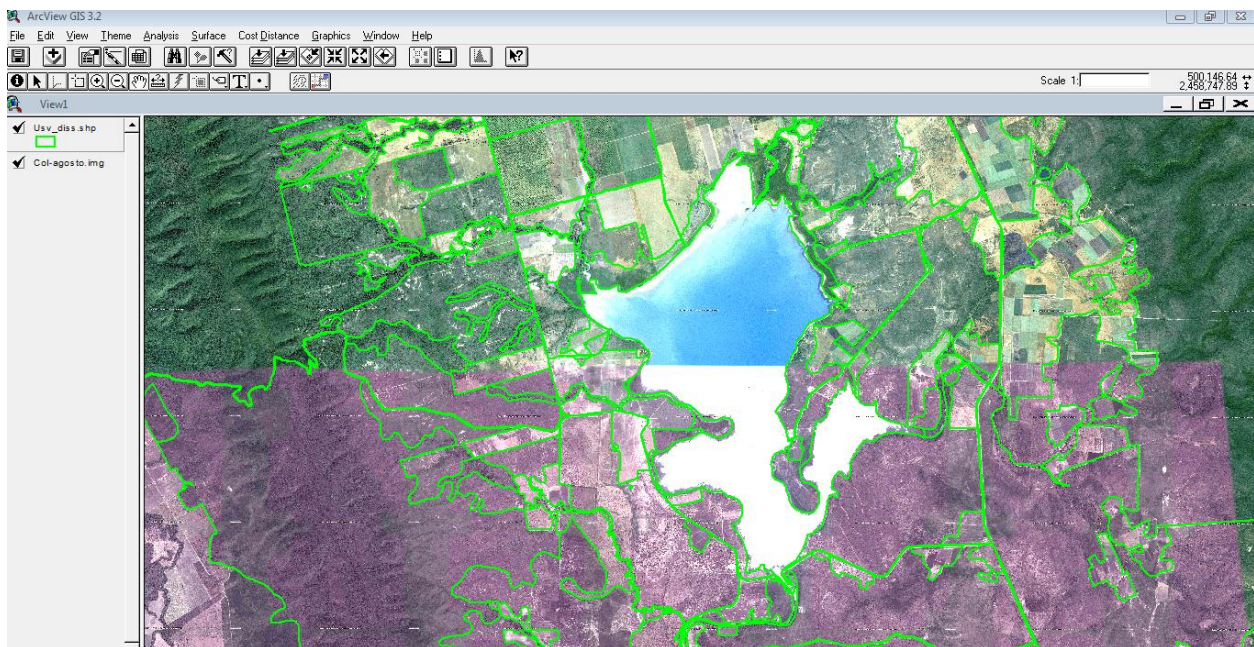 ArcView GIS 3.2
File Edit View Theme Analysis Surface Cost Distance Graphics Window Help
Scale 1:
500,146.64
2,458,747.89
View1
Usv_diss.shp
Col-agosto.img